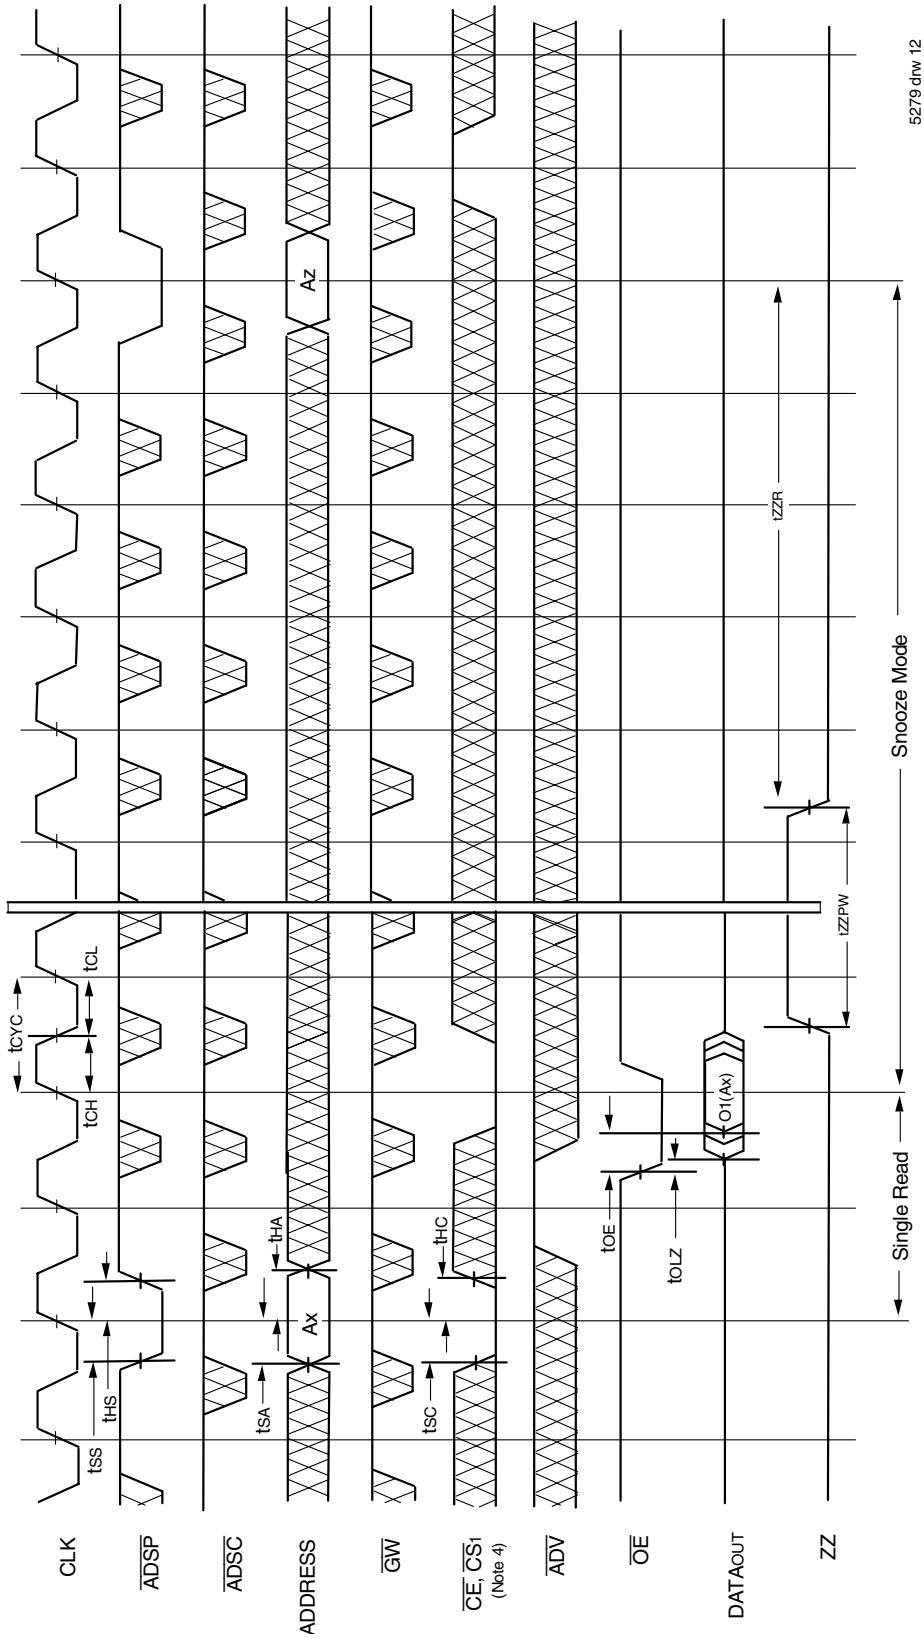 tCYC
tSS
tHS
tCH
tCL
CLK
ADSP
ADSC
tSA
tHA
ADDRESS
Ax
Az
GW
tSC
tHC
CE, CS1
(Note 4)
ADV
OE
tOE
tOLZ
DATAOUT
O1(Ax)
tZZR
ZZ
tZZPW
Single Read
Snooze Mode
5279 drw 12